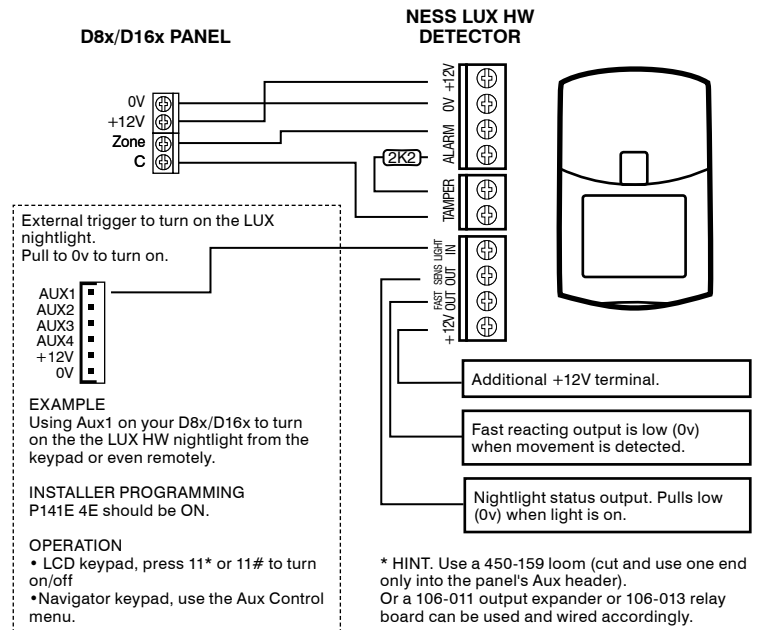 D8x/D16x PANEL
NESS LUX HW
DETECTOR
0V
+12V
Zone
C
+12V
0V
ALARM
2K2
TAMPER
LIGHT
IN
SENS
OUT
FAST
OUT
+12V
External trigger to turn on the LUX
nightlight.
Pull to 0v to turn on.
AUX1
AUX2
AUX3
AUX4
+12V
0V
EXAMPLE
Using Aux1 on your D8x/D16x to turn
on the the LUX HW nightlight from the
keypad or even remotely.
INSTALLER PROGRAMMING
P141E 4E should be ON.
OPERATION
• LCD keypad, press 11* or 11# to turn
on/off
•Navigator keypad, use the Aux Control
menu.
Additional +12V terminal.
Fast reacting output is low (0v)
when movement is detected.
Nightlight status output. Pulls low
(0v) when light is on.
* HINT. Use a 450-159 loom (cut and use one end
only into the panel's Aux header).
Or a 106-011 output expander or 106-013 relay
board can be used and wired accordingly.